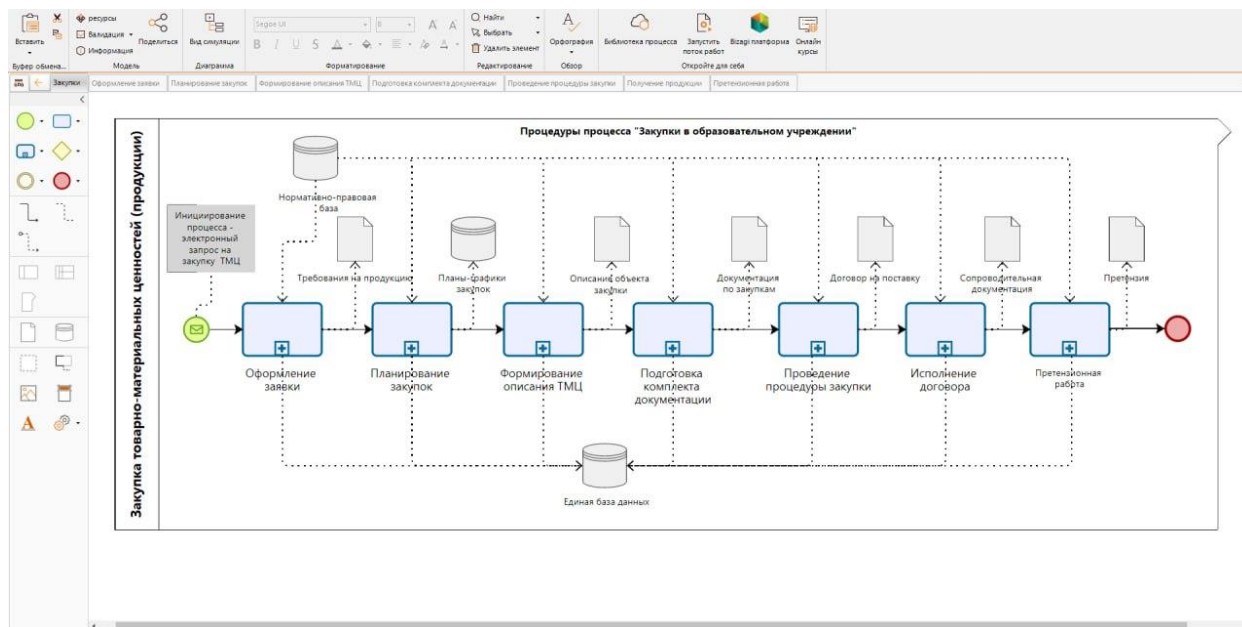 Вставить
Буфер обмена...
ресурсы
Валидация
Информация
Поделиться
Модель
Вид симуляции
Диаграмма
Segoe UI
8
A A
B I U S A
Форматирование
Найти
Выбрать
Удалить элемент
Редактирование
Орфография
Обзор
Библиотека процесса
Запустить
поток работ
Bizagi платформа
Онлайн
курсы
Откройте для себя
Закупки
Оформление заявки
Планирование закупок
Формирование описания ТМЦ
Подготовка комплекта документации
Проведение процедуры закупки
Получение продукции
Претензионная работа
A
Закупка товарно-материальных ценностей (продукции)
Процедуры процесса "Закупки в образовательном учреждении"
Нормативно-правовая
база
Инициирование
процесса -
электронный
запрос на
закупку ТМЦ
Требования на продукцию
Планы-графики
закупок
Описание объекта
закупки
Документация
по закупкам
Договор на поставку
Сопроводительная
документация
Претензия
Оформление
заявки
Планирование
закупок
Формирование
описания ТМЦ
Подготовка
комплекта
документации
Проведение
процедуры закупки
Исполнение
договора
Претензионная
работа
Единая база данных